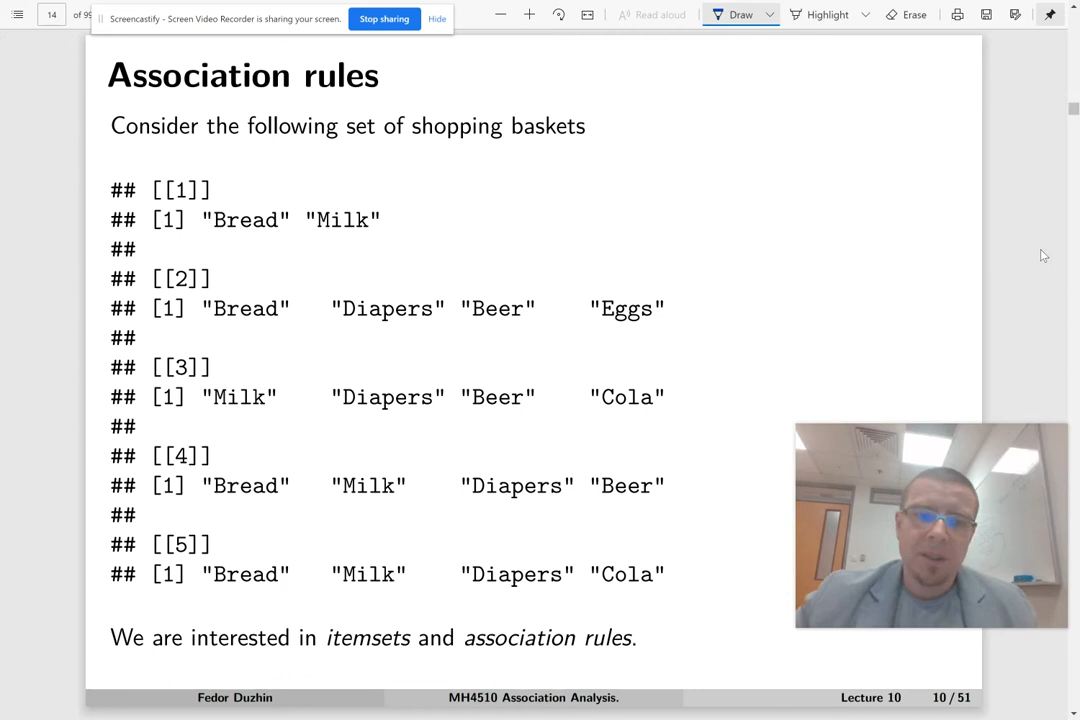 Screencastify - Screen Video Recorder is sharing your screen. Stop sharing Hide
14 of 99 Read aloud Draw Highlight Erase
Association rules
Consider the following set of shopping baskets
## [[1]]
## [1] "Bread" "Milk"
##
## [[2]]
## [1] "Bread" "Diapers" "Beer" "Eggs"
##
## [[3]]
## [1] "Milk" "Diapers" "Beer" "Cola"
##
## [[4]]
## [1] "Bread" "Milk" "Diapers" "Beer"
##
## [[5]]
## [1] "Bread" "Milk" "Diapers" "Cola"
We are interested in itemsets and association rules.
Fedor Duzhin MH4510 Association Analysis. Lecture 10 10 / 51